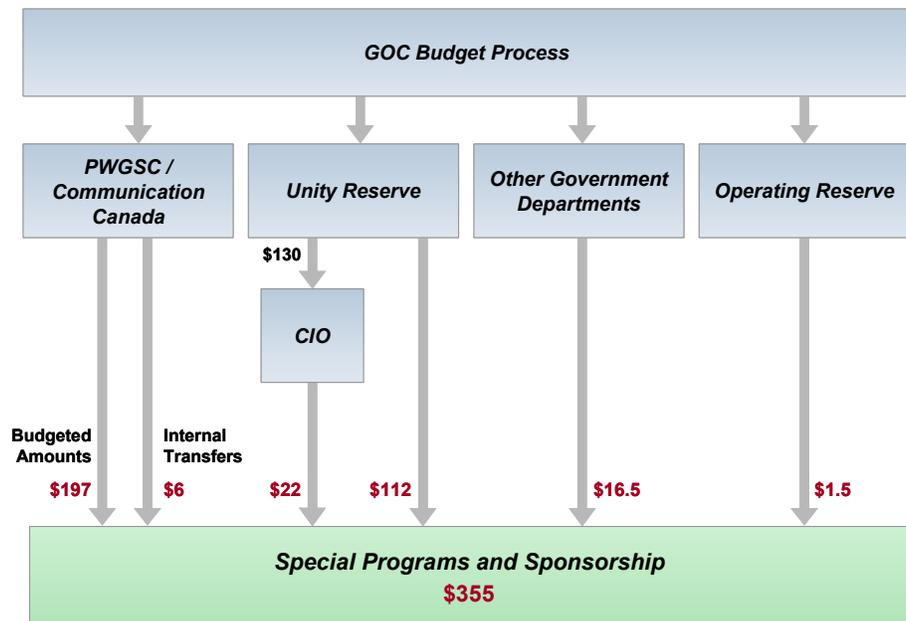 GOC Budget Process
PWGSC /
Communication
Canada
Unity Reserve
Other Government
Departments
Operating Reserve
$130
CIO
Budgeted
Amounts
Internal
Transfers
$197
$6
$22
$112
$16.5
$1.5
Special Programs and Sponsorship
$355